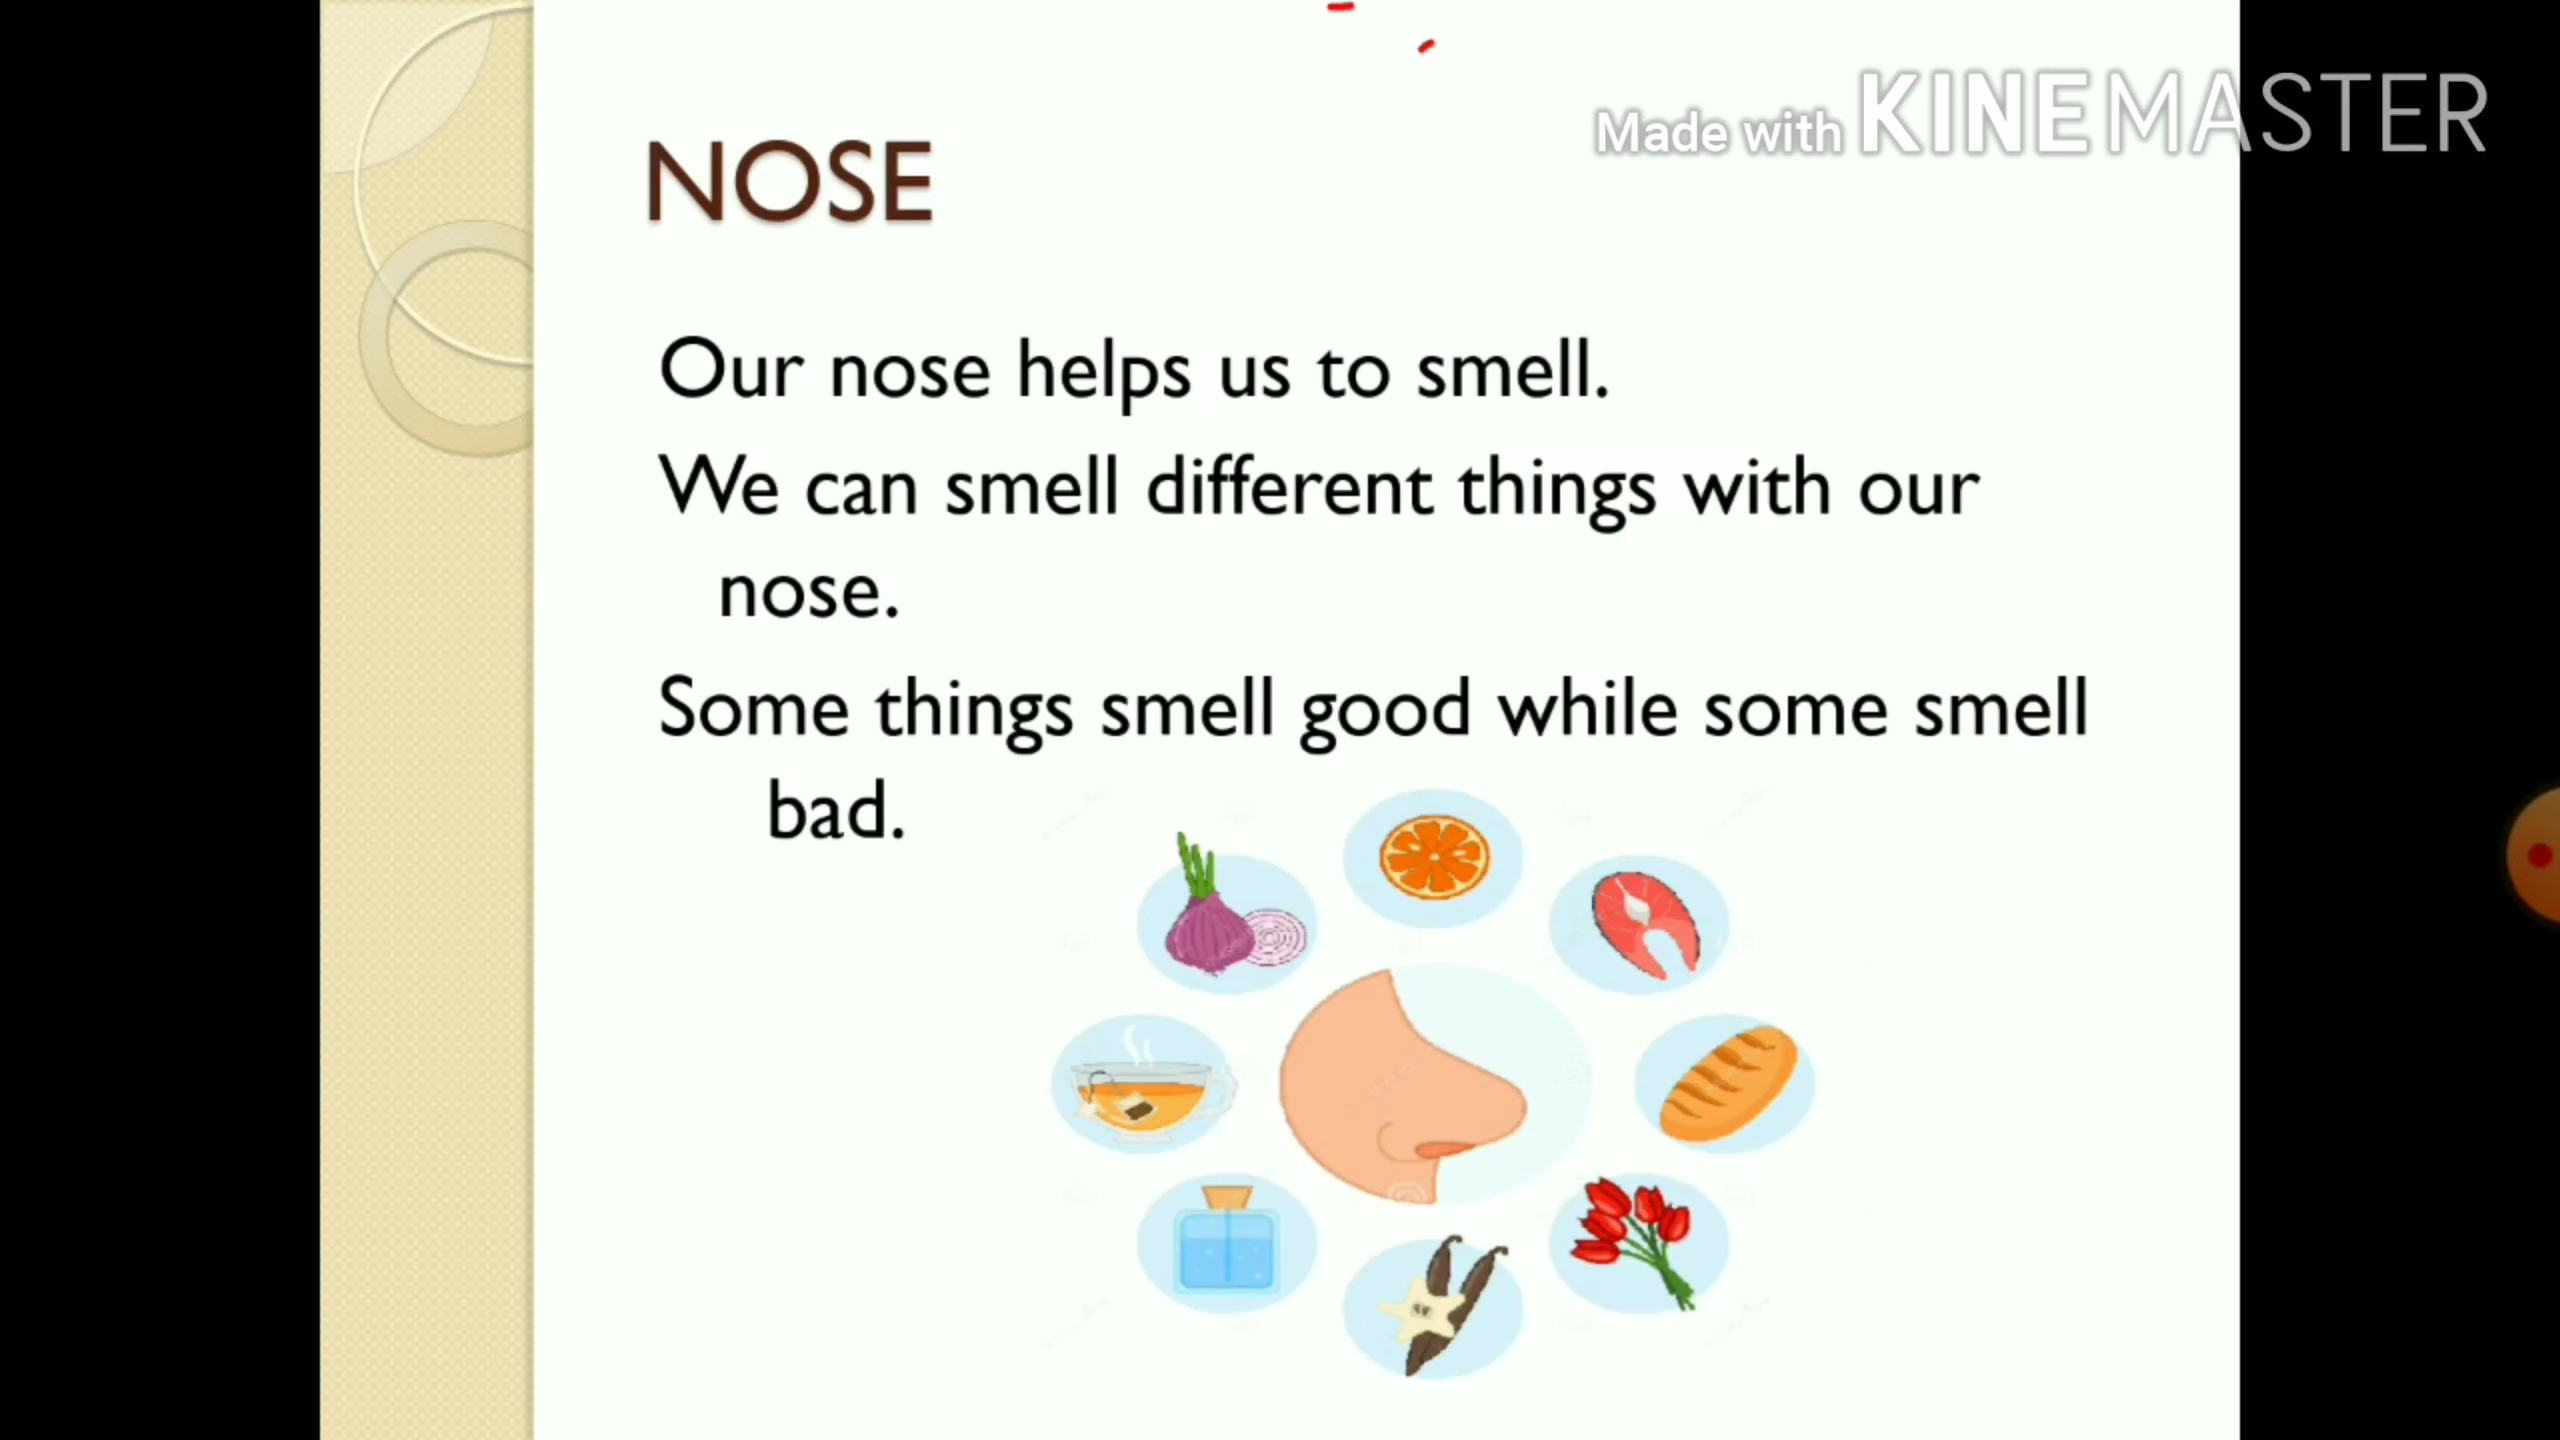 Made with KINEMASTER
NOSE
Our nose helps us to smell.
We can smell different things with our
nose.
Some things smell good while some smell
bad.